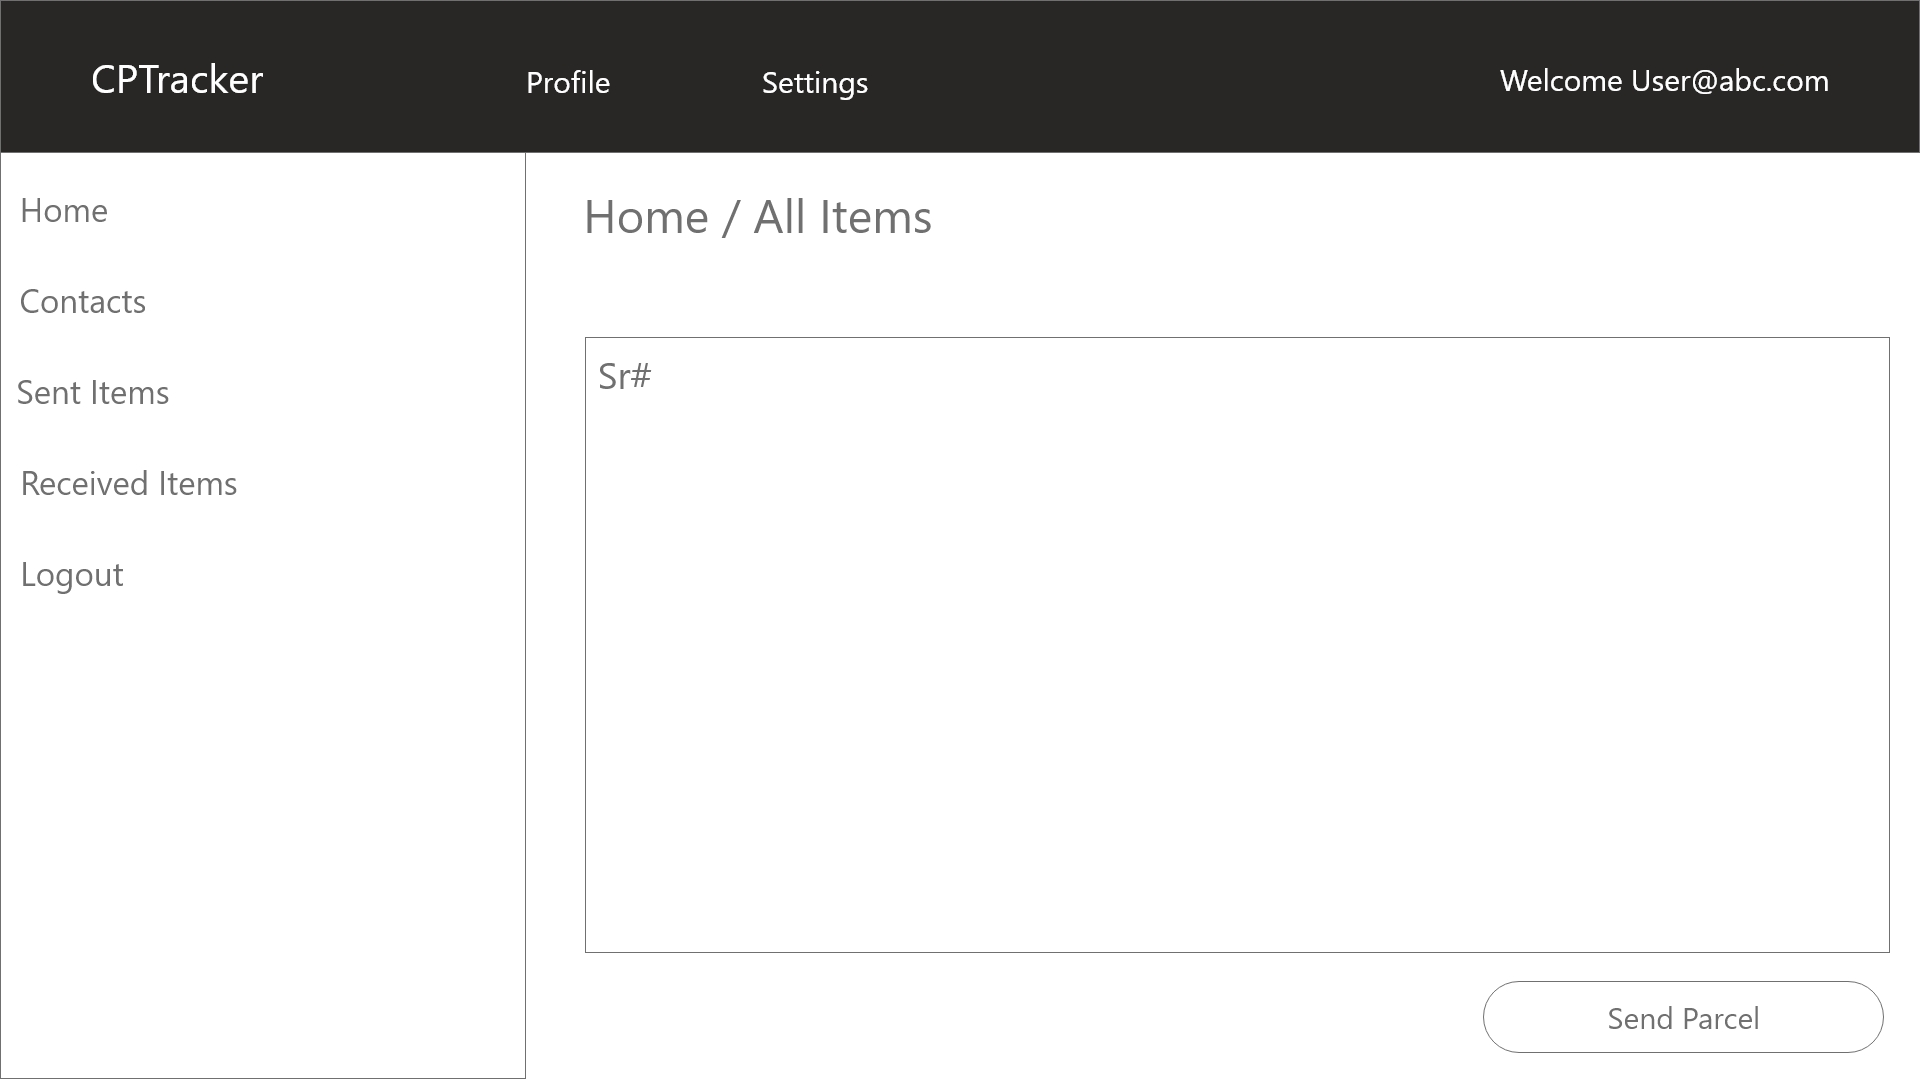 CPTracker
Profile
Settings
Welcome User@abc.com
Home
Contacts
Sent Items
Received Items
Logout
Home / All Items
Sr#
Send Parcel